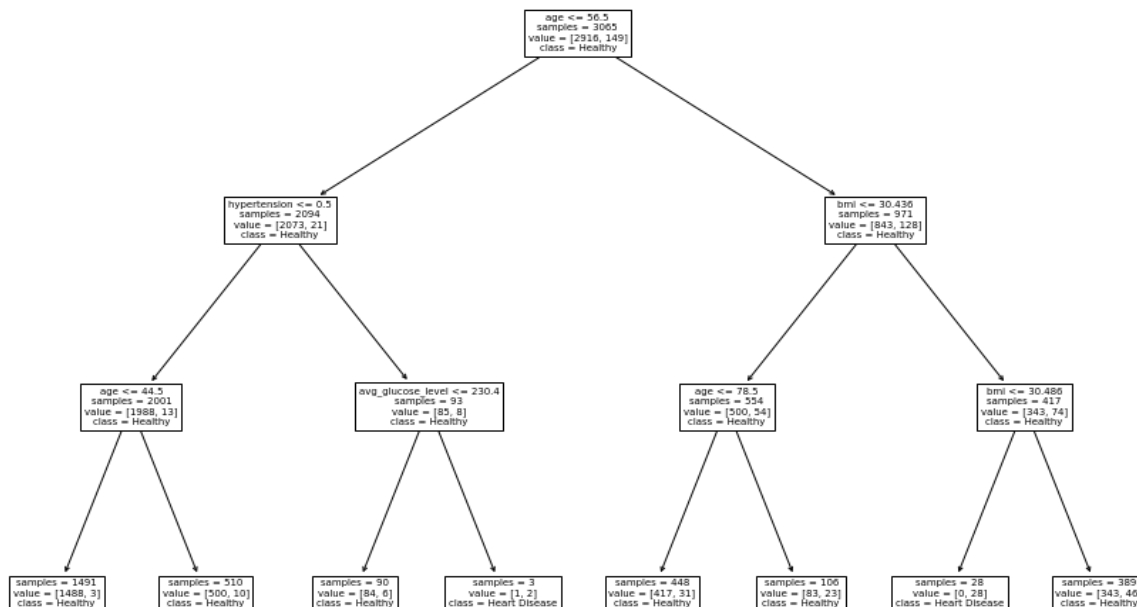 age <= 56.5
samples = 3065
value = [2916, 149]
class = Healthy
hypertension <= 0.5
samples = 2094
value = [2073, 21]
class = Healthy
bmi <= 30.436
samples = 971
value = [843, 128]
class = Healthy
age <= 44.5
samples = 2001
value = [1988, 13]
class = Healthy
avg_glucose_level <= 230.4
samples = 93
value = [85, 8]
class = Healthy
age <= 78.5
samples = 554
value = [500, 54]
class = Healthy
bmi <= 30.486
samples = 417
value = [343, 74]
class = Healthy
samples = 1491
value = [1488, 3]
class = Healthy
samples = 510
value = [500, 10]
class = Healthy
samples = 90
value = [84, 6]
class = Healthy
samples = 3
value = [1, 2]
class = Heart Disease
samples = 448
value = [417, 31]
class = Healthy
samples = 106
value = [83, 23]
class = Healthy
samples = 28
value = [0, 28]
class = Heart Disease
samples = 389
value = [343, 46
class = Healthy